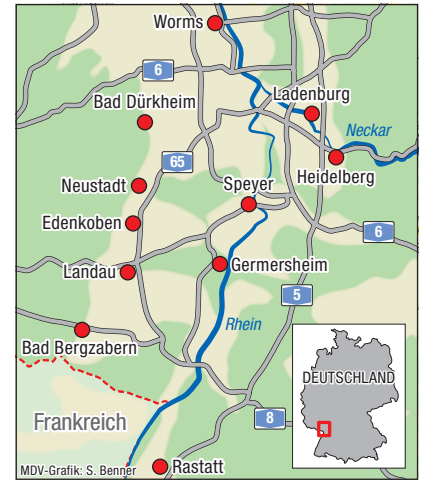 Worms
6
Ladenburg
Bad Dürkheim
Neckar
65
Heidelberg
Neustadt
Speyer
Edenkoben
6
Landau
Germersheim
5
Rhein
Bad Bergzabern
DEUTSCHLAND
Frankreich
8
MDV-Grafik: S. Benner
Rastatt